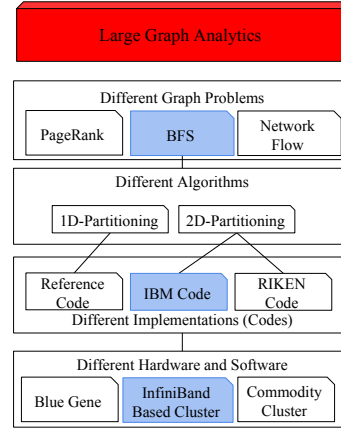 Large Graph Analytics
Different Graph Problems
PageRank
BFS
Network
Flow
Different Algorithms
1D-Partitioning
2D-Partitioning
Reference
Code
IBM Code
RIKEN
Code
Different Implementations (Codes)
Different Hardware and Software
Blue Gene
InfiniBand
Based Cluster
Commodity
Cluster